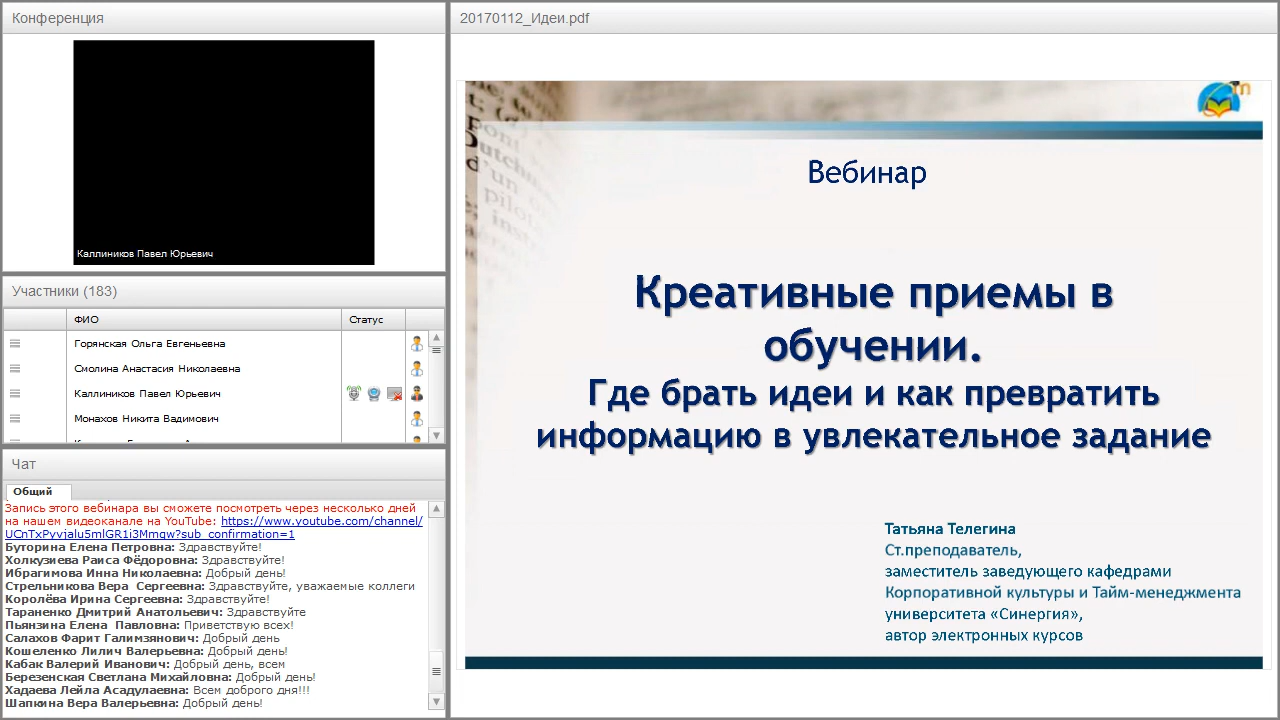 Конференция
Каллиников Павел Юрьевич
Участники (183)
ФИО
Статус
Горянская Ольга Евгеньевна
Смолина Анастасия Николаевна
Каллиников Павел Юрьевич
Монахов Никита Вадимович
Чат
Общий
Запись этого вебинара вы сможете посмотреть через несколько дней
на нашем видеоканале на YouTube: https://www.youtube.com/channel/
UCnTxPyvjalu5mlGR1i3Mmgw?sub_confirmation=1
Буторина Елена Петровна: Здравствуйте!
Холкузиева Раиса Фёдоровна: Здравствуйте!
Ибрагимова Инна Николаевна: Добрый день!
Стрельникова Вера Сергеевна: Здравствуйте, уважаемые коллеги
Королёва Ирина Сергеевна: Здравствуйте!
Тараненко Дмитрий Анатольевич: Здравствуйте
Пьянзина Елена Павловна: Приветствую всех!
Салахов Фарит Галимзянович: Добрый день
Кошеленко Лилич Валерьевна: Добрый день!
Кабак Валерий Иванович: Добрый день, всем
Березенская Светлана Михайловна: Добрый день!
Хадаева Лейла Асадулаевна: Всем доброго дня!!!
Шапкина Вера Валерьевна: Добрый день!
20170112_Идеи.pdf
Вебинар
Креативные приемы в
обучении.
Где брать идеи и как превратить
информацию в увлекательное задание
Татьяна Телегина
Ст.преподаватель,
заместитель заведующего кафедрами
Корпоративной культуры и Тайм-менеджмента
университета «Синергия»,
автор электронных курсов